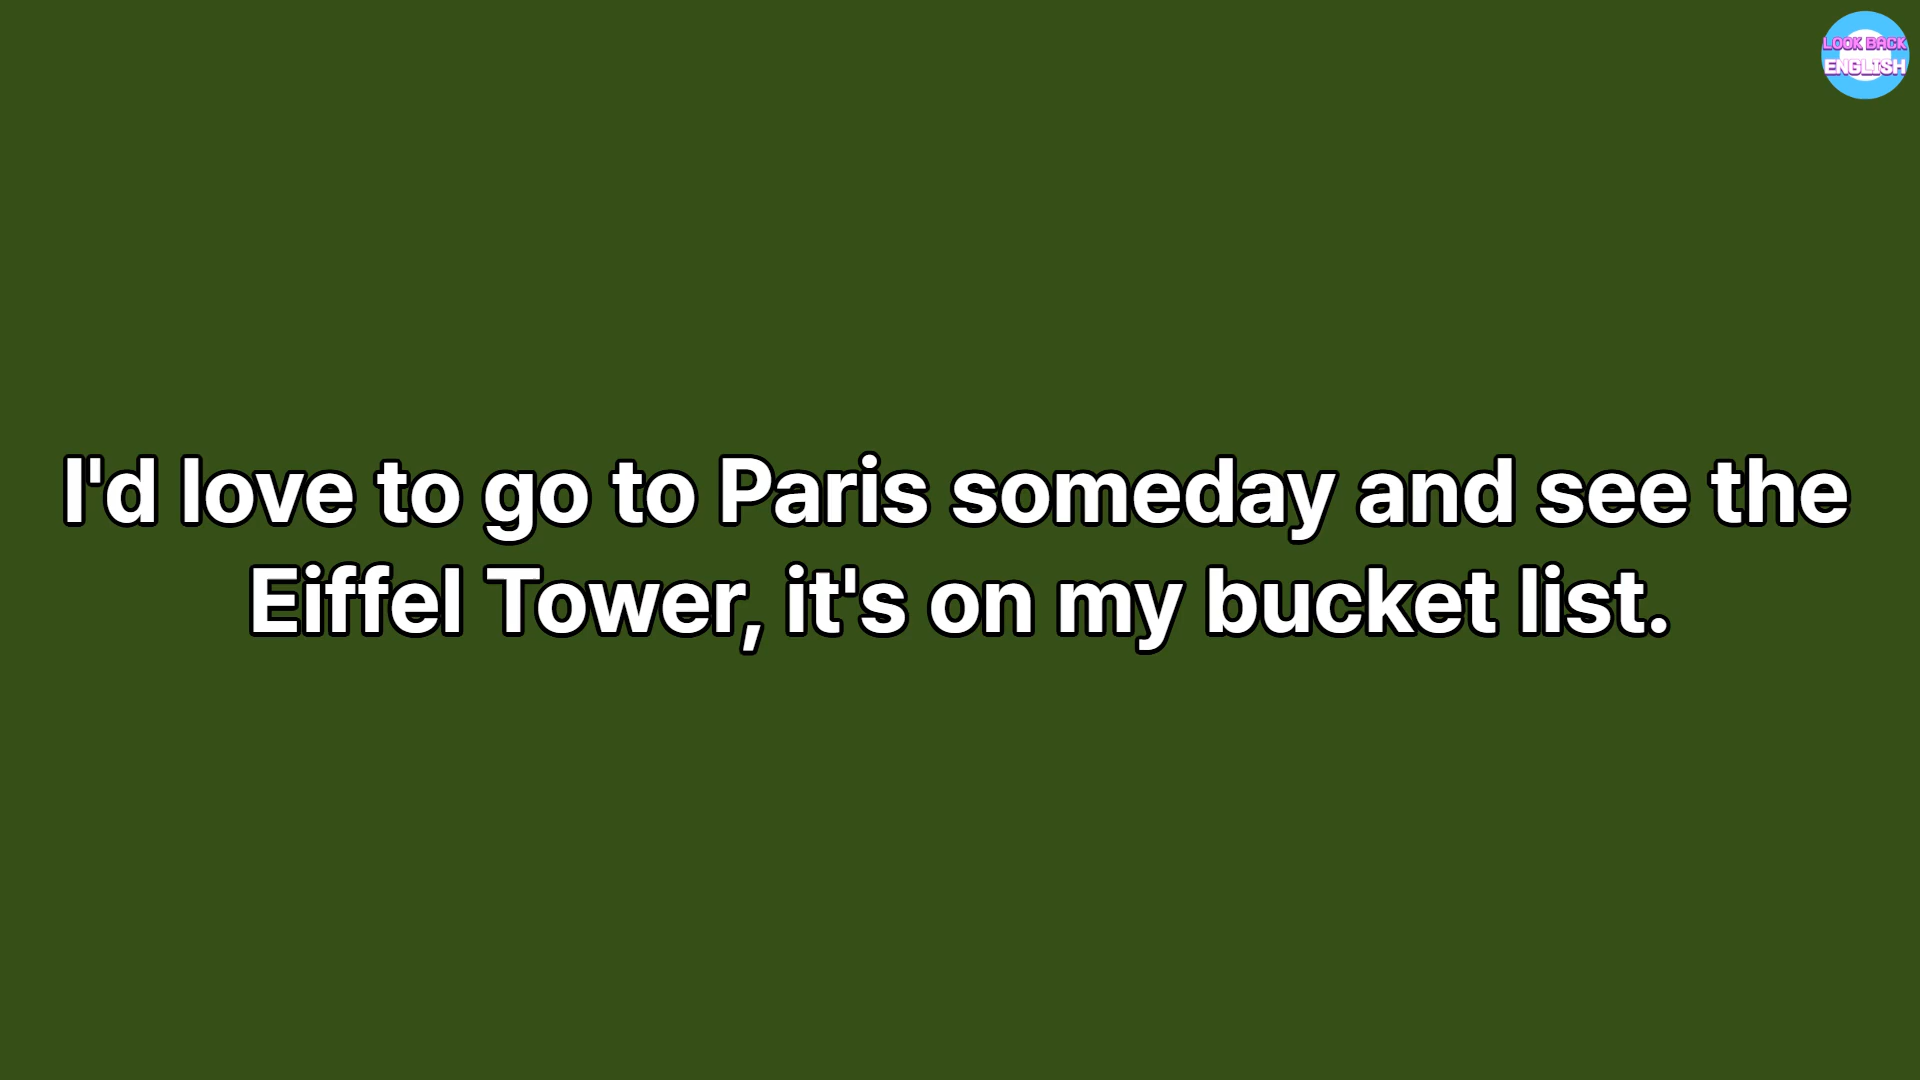 LOOK BACK
ENGLISH
I'd love to go to Paris someday and see the
Eiffel Tower, it's on my bucket list.